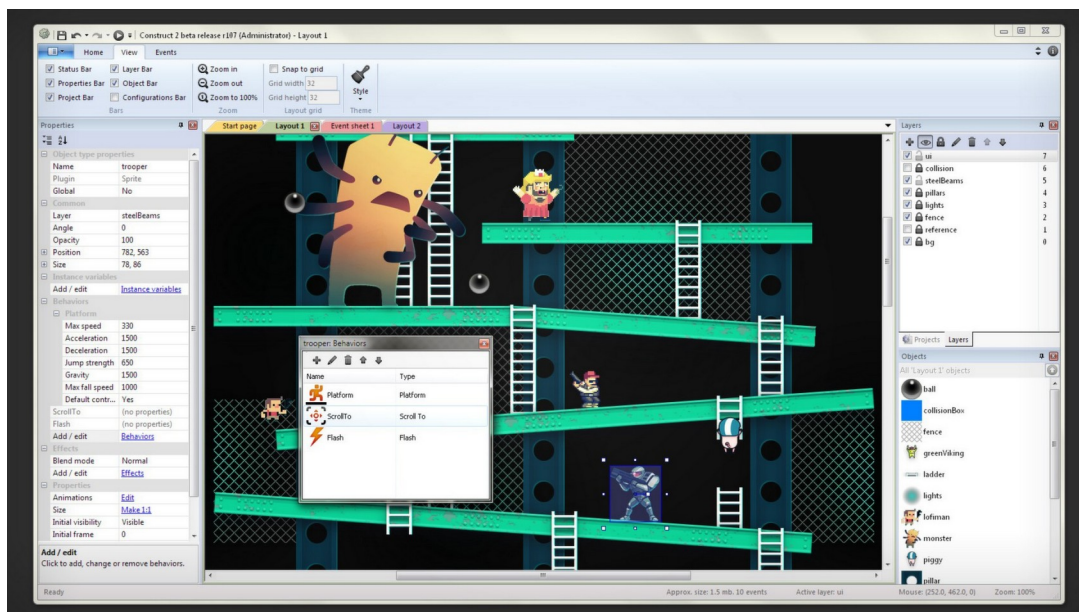 Construct 2 beta release r107 (Administrator) - Layout 1
Home View Events
Status Bar Layer Bar Zoom in Snap to grid
Properties Bar Object Bar Zoom out Grid width 32
Project Bar Configurations Bar Zoom to 100% Grid height 32 Style
Bars Zoom Layout grid Theme
Properties
Start page Layout 1 Event sheet 1 Layout 2
Object type properties
Name trooper
Plugin Sprite
Global No
Common
Layer steelBeams
Angle 0
Opacity 100
Position 782, 563
Size 78, 86
Instance variables
Add / edit Instance variables
Behaviors
Platform
Max speed 330
Acceleration 1500
Deceleration 1500
Jump strength 650
Gravity 1500
Max fall speed 1000
Default contr... Yes
ScrollTo (no properties)
Flash (no properties)
Add / edit Behaviors
Effects
Blend mode Normal
Add / edit Effects
Properties
Animations Edit
Size Make 1:1
Initial visibility Visible
Initial frame 0
Add / edit
Click to add, change or remove behaviors.
trooper: Behaviors
Name Type
Platform Platform
ScrollTo Scroll To
Flash Flash
Layers
ui 7
collision 6
steelBeams 5
pillars 4
lights 3
fence 2
reference 1
bg 0
Projects Layers
Objects
All 'Layout 1' objects
ball
collisionBox
fence
greenViking
ladder
lights
lofiman
monster
piggy
pillar
Ready Approx. size: 1.5 mb. 10 events Active layer: ui Mouse: (252.0, 462.0, 0) Zoom: 100%